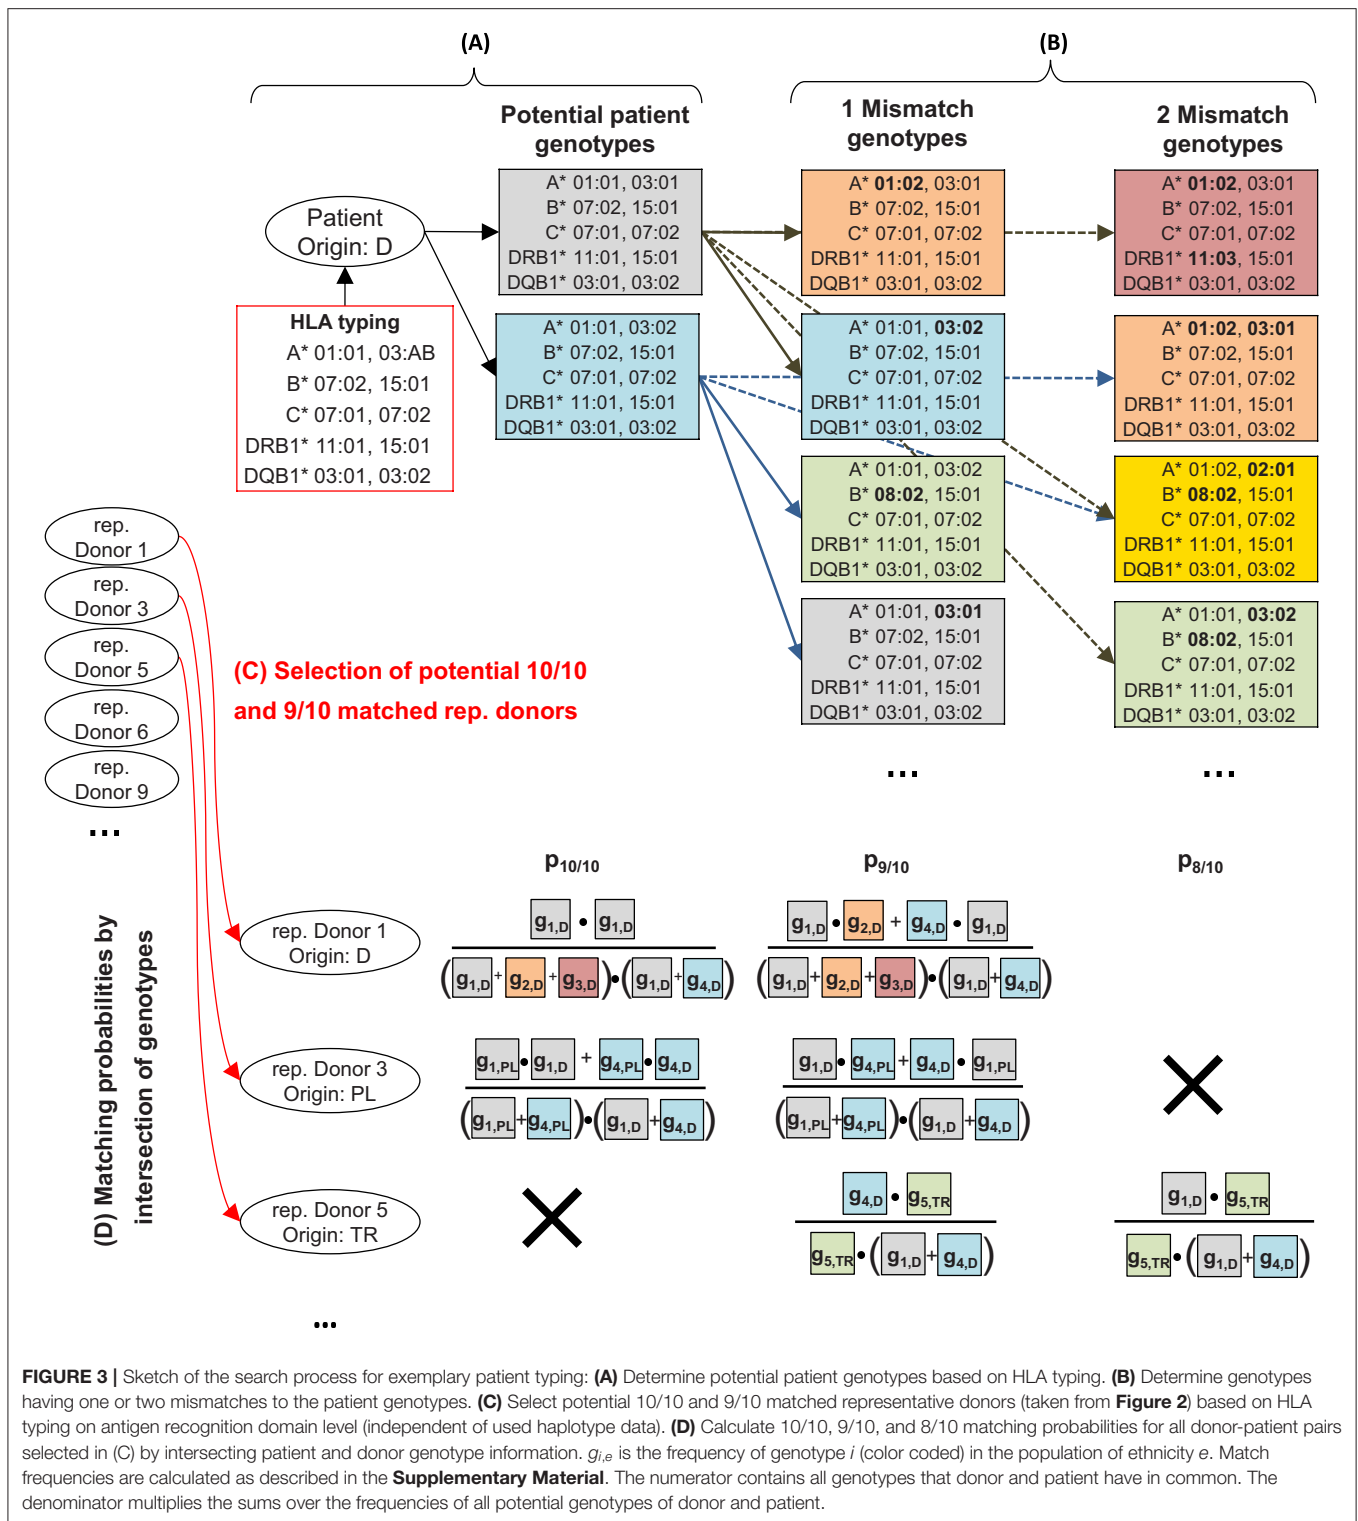 (A)
(B)
Potential patient
genotypes
1 Mismatch
genotypes
2 Mismatch
genotypes
Patient
Origin: D
HLA typing
A* 01:01, 03:AB
B* 07:02, 15:01
C* 07:01, 07:02
DRB1* 11:01, 15:01
DQB1* 03:01, 03:02
A* 01:01, 03:01
B* 07:02, 15:01
C* 07:01, 07:02
DRB1* 11:01, 15:01
DQB1* 03:01, 03:02
A* 01:01, 03:02
B* 07:02, 15:01
C* 07:01, 07:02
DRB1* 11:01, 15:01
DQB1* 03:01, 03:02
A* 01:02, 03:01
B* 07:02, 15:01
C* 07:01, 07:02
DRB1* 11:01, 15:01
DQB1* 03:01, 03:02
A* 01:01, 03:02
B* 07:02, 15:01
C* 07:01, 07:02
DRB1* 11:01, 15:01
DQB1* 03:01, 03:02
A* 01:01, 03:02
B* 08:02, 15:01
C* 07:01, 07:02
DRB1* 11:01, 15:01
DQB1* 03:01, 03:02
A* 01:01, 03:01
B* 07:02, 15:01
C* 07:01, 07:02
DRB1* 11:01, 15:01
DQB1* 03:01, 03:02
...
A* 01:02, 03:01
B* 07:02, 15:01
C* 07:01, 07:02
DRB1* 11:03, 15:01
DQB1* 03:01, 03:02
A* 01:02, 03:01
B* 07:02, 15:01
C* 07:01, 07:02
DRB1* 11:01, 15:01
DQB1* 03:01, 03:02
A* 01:02, 02:01
B* 08:02, 15:01
C* 07:01, 07:02
DRB1* 11:01, 15:01
DQB1* 03:01, 03:02
A* 01:01, 03:02
B* 08:02, 15:01
C* 07:01, 07:02
DRB1* 11:01, 15:01
DQB1* 03:01, 03:02
...
rep.
Donor 1
rep.
Donor 3
rep.
Donor 5
rep.
Donor 6
rep.
Donor 9
...
(C) Selection of potential 10/10
and 9/10 matched rep. donors
(D) Matching probabilities by
intersection of genotypes
p10/10
p9/10
p8/10
rep. Donor 1
Origin: D
g1,D • g1,D
(g1,D + g2,D + g3,D)•(g1,D + g4,D)
g1,D • g2,D + g4,D • g1,D
(g1,D + g2,D + g3,D)•(g1,D + g4,D)
rep. Donor 3
Origin: PL
g1,PL • g1,D + g4,PL • g4,D
(g1,PL + g4,PL)•(g1,D + g4,D)
g1,D • g4,PL + g4,D • g1,PL
(g1,PL + g4,PL)•(g1,D + g4,D)
rep. Donor 5
Origin: TR
g4,D • g5,TR
g5,TR •(g1,D + g4,D)
g1,D • g5,TR
g5,TR •(g1,D + g4,D)
...
FIGURE 3 | Sketch of the search process for exemplary patient typing: (A) Determine potential patient genotypes based on HLA typing. (B) Determine genotypes
having one or two mismatches to the patient genotypes. (C) Select potential 10/10 and 9/10 matched representative donors (taken from Figure 2) based on HLA
typing on antigen recognition domain level (independent of used haplotype data). (D) Calculate 10/10, 9/10, and 8/10 matching probabilities for all donor-patient pairs
selected in (C) by intersecting patient and donor genotype information. gi,e is the frequency of genotype i (color coded) in the population of ethnicity e. Match
frequencies are calculated as described in the Supplementary Material. The numerator contains all genotypes that donor and patient have in common. The
denominator multiplies the sums over the frequencies of all potential genotypes of donor and patient.